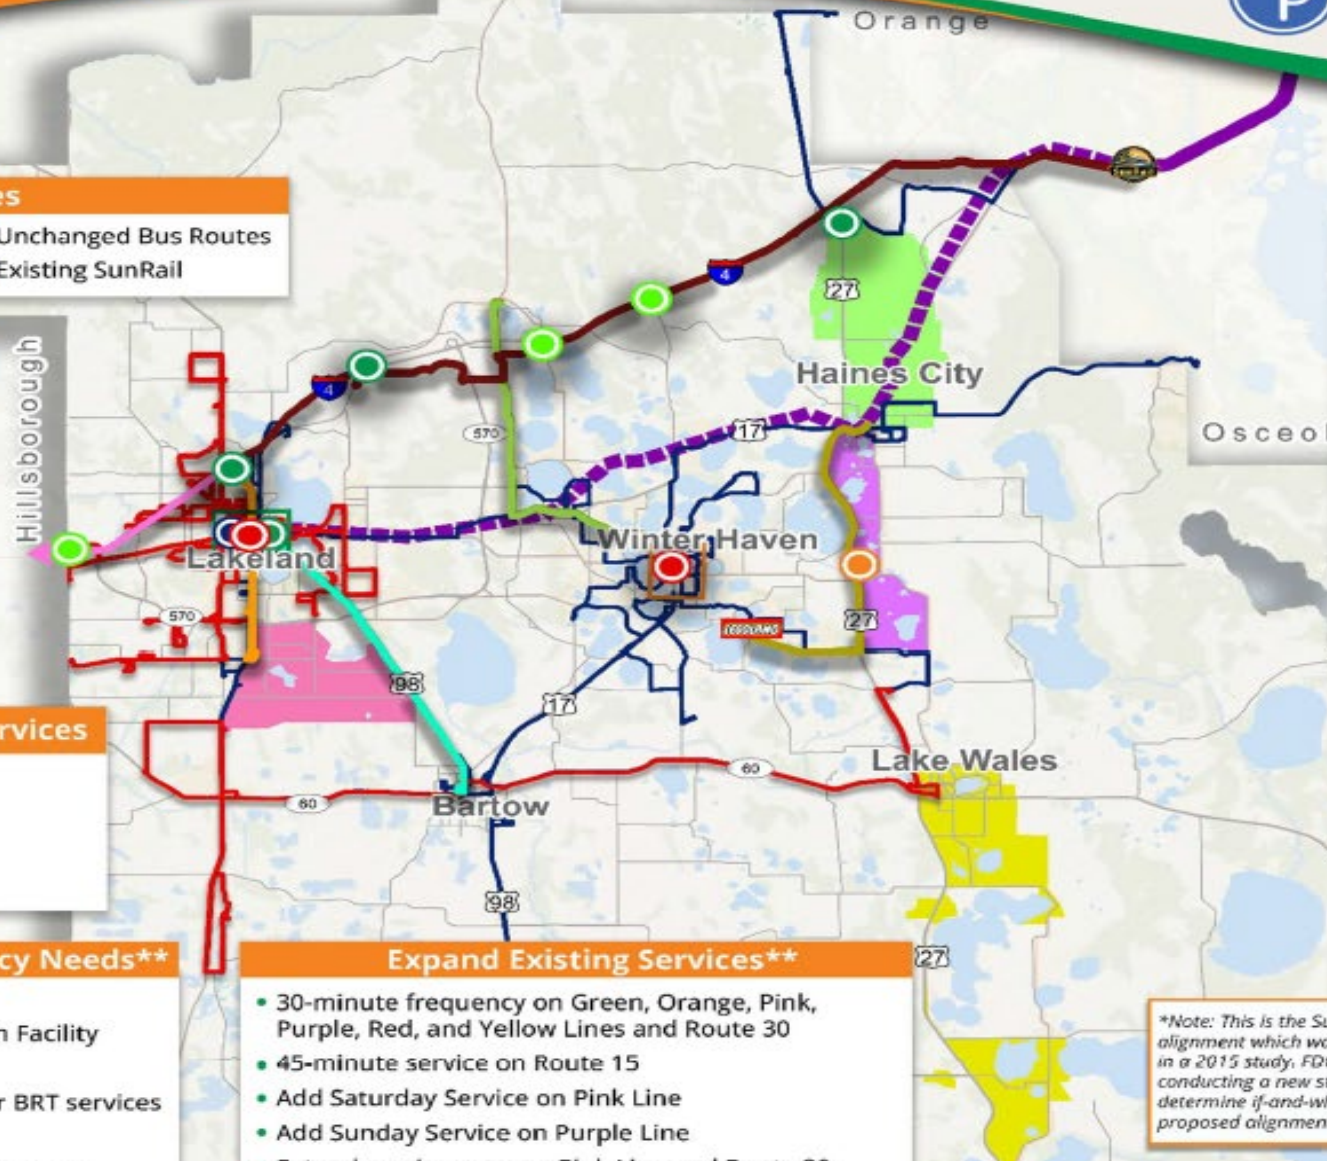 Orange
P
es
Unchanged Bus Routes
Existing SunRail
4
27
Hillsborough
4
Haines City
17
570
Osceol
Winter Haven
Lakeland
570
LEGOLAND
27
98
17
rvices
Lake Wales
60
60
Bartow
98
27
cy Needs**
n Facility
r BRT services
Expand Existing Services**
• 30-minute frequency on Green, Orange, Pink,
Purple, Red, and Yellow Lines and Route 30
• 45-minute service on Route 15
• Add Saturday Service on Pink Line
• Add Sunday Service on Purple Line
*Note: This is the Su
alignment which wo
in a 2015 study. FD
conducting a new st
determine if-and-wh
proposed alignmen